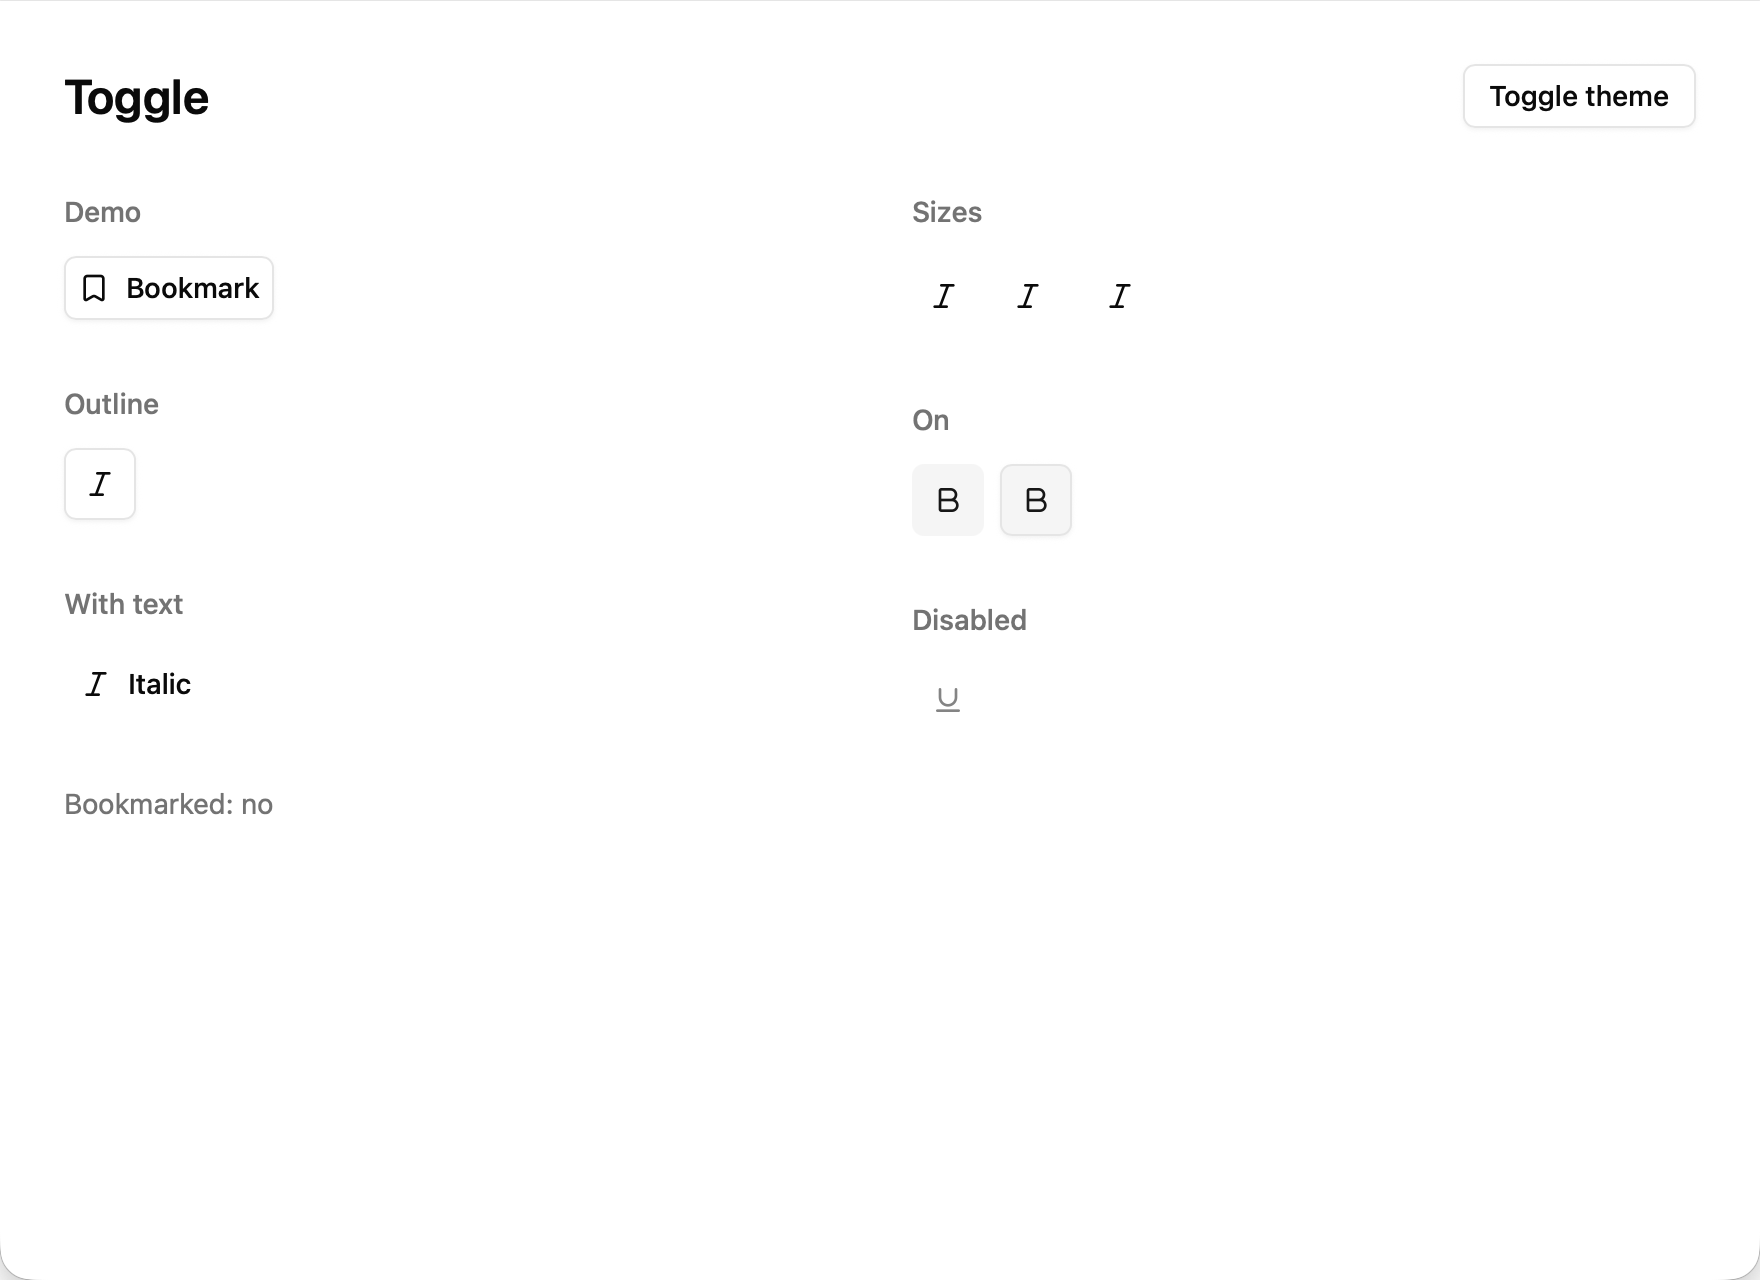 Toggle
Toggle theme
Demo
Bookmark
Outline
I
With text
I Italic
Bookmarked: no
Sizes
I I I
On
B B
Disabled
U